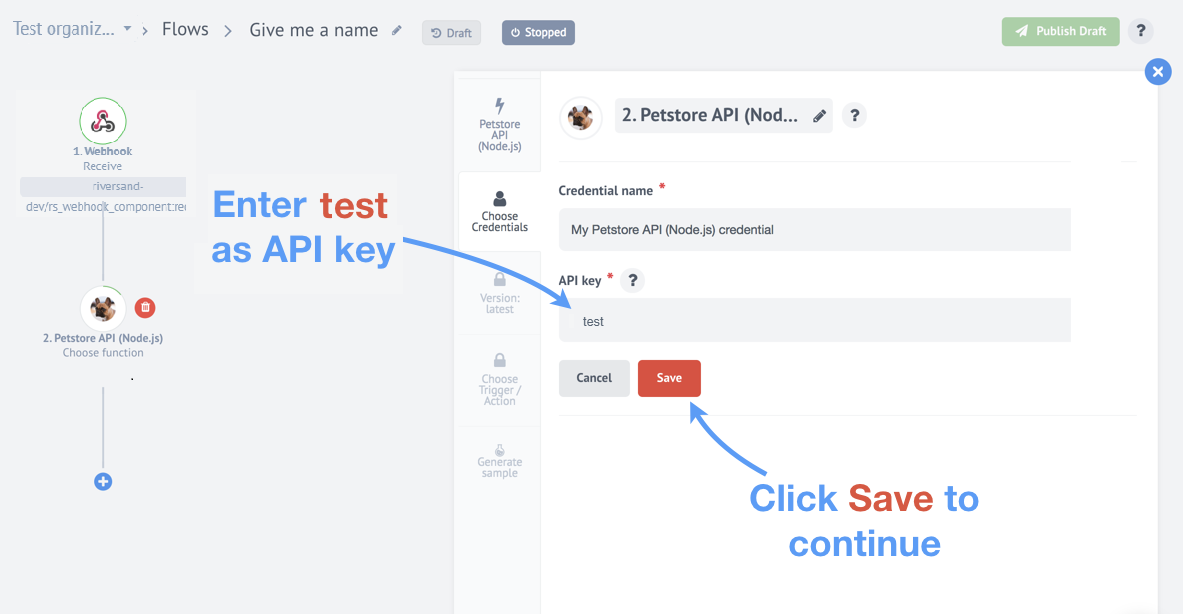 Test organiz...
Flows
Give me a name
Draft
Stopped
Publish Draft
?
1. Webhook
Receive
riversand-
dev/rs_webhook_component:rec
2. Petstore API (Node.js)
Choose function
Enter test
as API key
Petstore
API
(Node.js)
Choose
Credentials
Version:
latest
Choose
Trigger /
Action
Generate
sample
2. Petstore API (Nod...
?
Credential name *
My Petstore API (Node.js) credential
API key * ?
test
Cancel
Save
Click Save to
continue